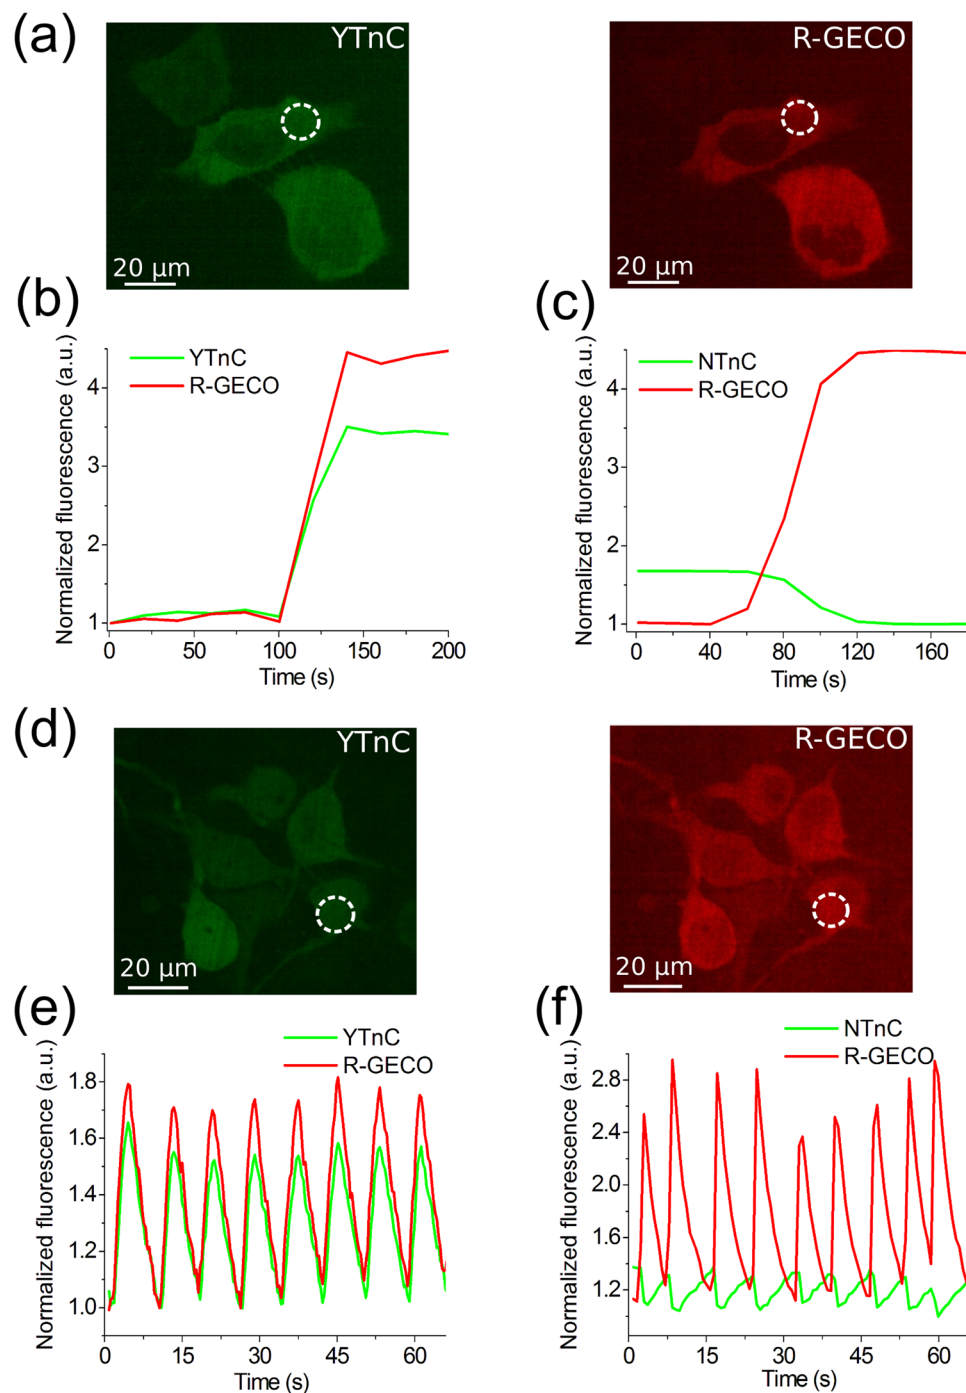 (a)
YTnC
R-GECO
20 μm
20 μm
(b)
(c)
Normalized fluorescence (a.u.)
YTnC
R-GECO
4
3
2
1
0
50
100
150
200
Time (s)
Normalized fluorescence (a.u.)
NTnC
R-GECO
4
3
2
1
0
40
80
120
160
Time (s)
(d)
YTnC
R-GECO
20 μm
20 μm
(e)
(f)
Normalized fluorescence (a.u.)
YTnC
R-GECO
1.8
1.6
1.4
1.2
1.0
0
15
30
45
60
Time (s)
Normalized fluorescence (a.u.)
NTnC
R-GECO
2.8
2.4
2.0
1.6
1.2
0
15
30
45
60
Time (s)